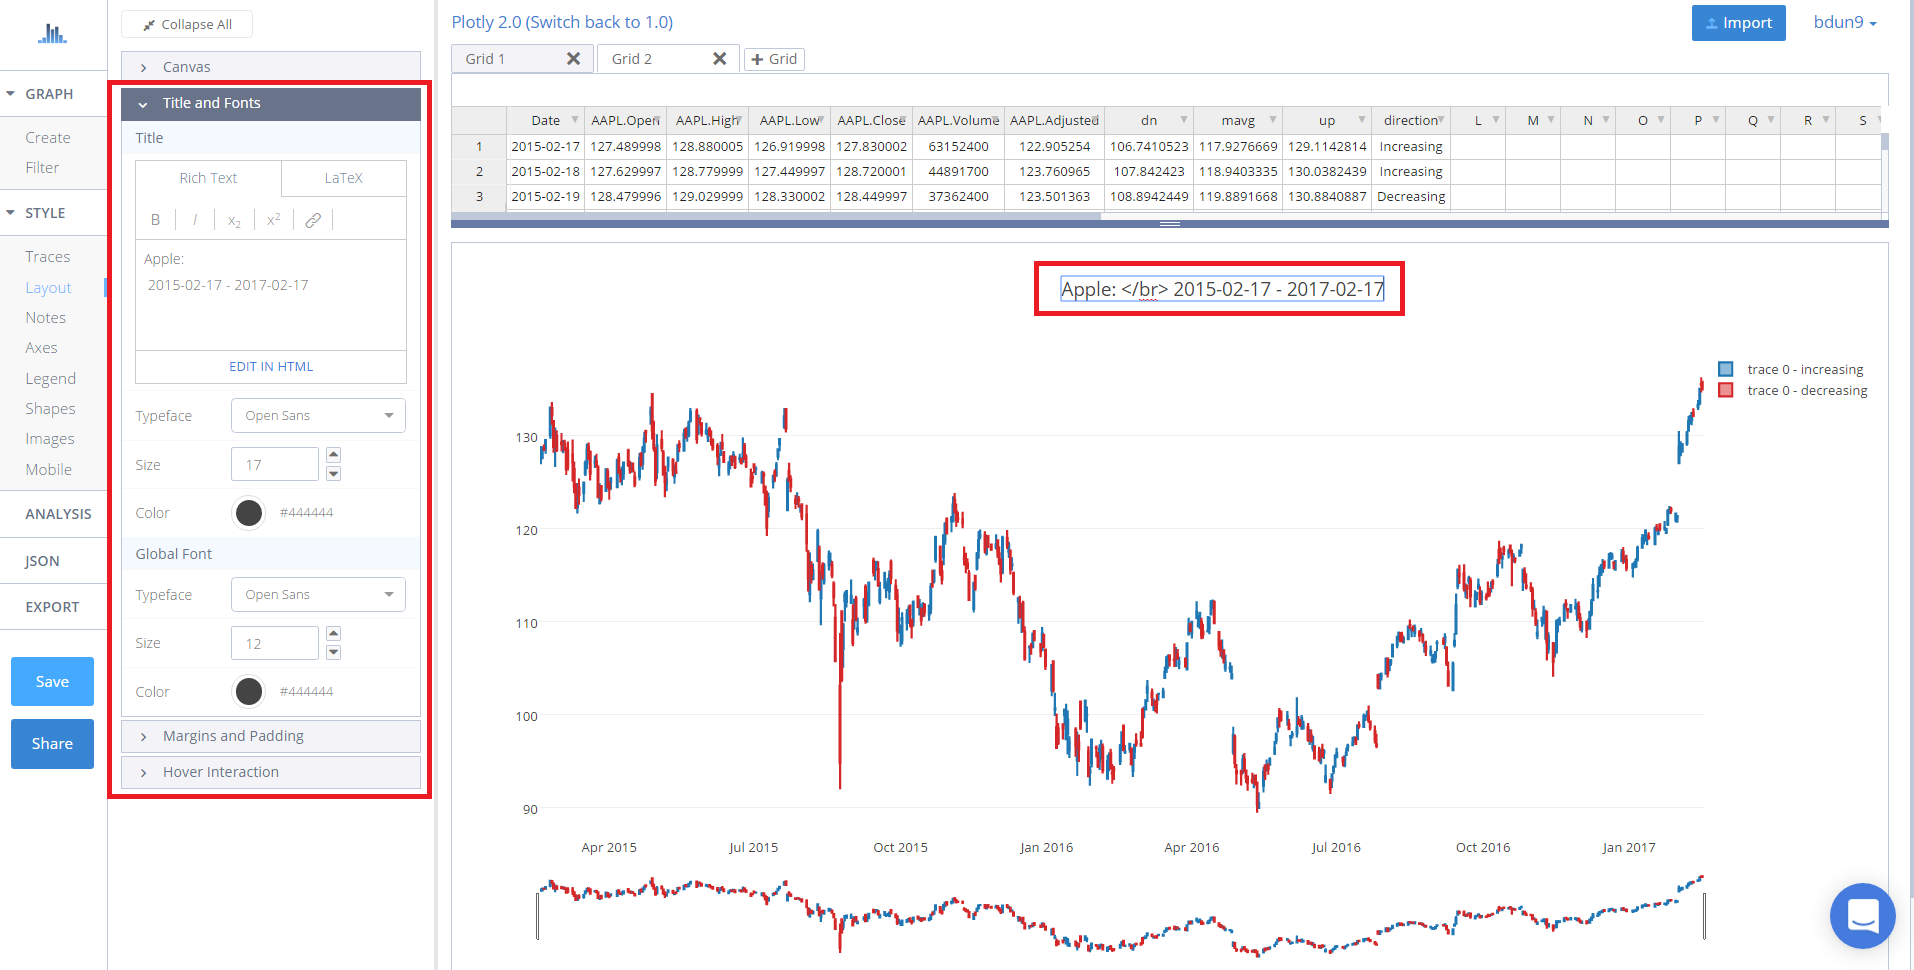 Collapse All
Canvas
Title and Fonts
Title
Rich Text LaTeX
B I x2 x2
Apple:
2015-02-17 - 2017-02-17
EDIT IN HTML
Typeface Open Sans
Size 17
Color #444444
Global Font
Typeface Open Sans
Size 12
Color #444444
Margins and Padding
Hover Interaction
GRAPH
Create
Filter
STYLE
Traces
Layout
Notes
Axes
Legend
Shapes
Images
Mobile
ANALYSIS
JSON
EXPORT
Save
Share
Plotly 2.0 (Switch back to 1.0)
Import bdun9
Grid 1 Grid 2 + Grid
Date AAPL.Open AAPL.High AAPL.Low AAPL.Close AAPL.Volume AAPL.Adjusted dn mavg up direction L M N O P Q R S
1 2015-02-17 127.489998 128.880005 126.919998 127.830002 63152400 122.905254 106.7410523 117.9276669 129.1142814 Increasing
2 2015-02-18 127.629997 128.779999 127.449997 128.720001 44891700 123.760965 107.842423 118.9403335 130.0382439 Increasing
3 2015-02-19 128.479996 129.029999 128.330002 128.449997 37362400 123.501363 108.8942449 119.8891668 130.8840887 Decreasing
Apple: </br> 2015-02-17 - 2017-02-17
trace 0 - increasing
trace 0 - decreasing
130
120
110
100
90
Apr 2015 Jul 2015 Oct 2015 Jan 2016 Apr 2016 Jul 2016 Oct 2016 Jan 2017